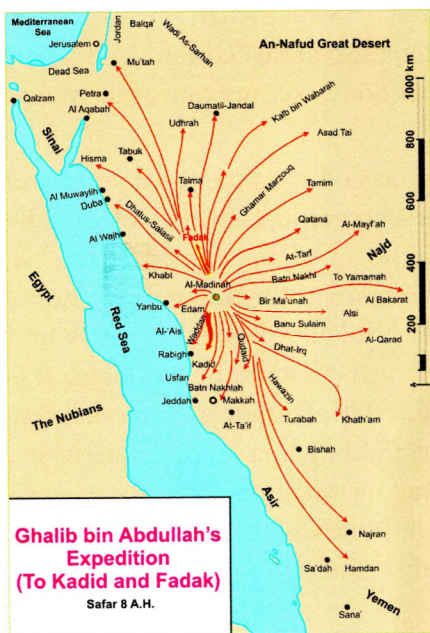 Mediterranean
Sea
Jordan
Balqa'
Wadi As-Sarhan
An-Nafud Great Desert
Jerusalem
Mu'tah
Dead Sea
Petra
Qalzam
Al Aqabah
Daumatil-Jandal
Kalb bin Wabarah
Udhrah
Asad Tai
Sinai
Tabuk
Hisma
Taima
Ghamar Marzouq
Tamim
Al Muwaylih
Duba
Dhatus-Salasil
Qatana
Al-Mayf'ah
Fadak
Al Wajh
At-Tarf
Najd
Egypt
Khabt
Al-Madinah
Batn Nakhl
To Yamamah
Red Sea
Yanbu
Edam
Bir Ma'unah
Al Bakarat
Alsi
Al-'Ais
Waddan
Banu Sulaim
Al-Qarad
Rabigh
Kadid
Qudaid
Dhat-Irq
Usfan
Batn Nakhlah
Hawazin
Jeddah
Makkah
The Nubians
At-Ta'if
Turabah
Khath'am
Bishah
Asir
Najran
Sa'dah
Hamdan
Yemen
Sana'
1000 km
800
600
400
200
Ghalib bin Abdullah's
Expedition
(To Kadid and Fadak)
Safar 8 A.H.